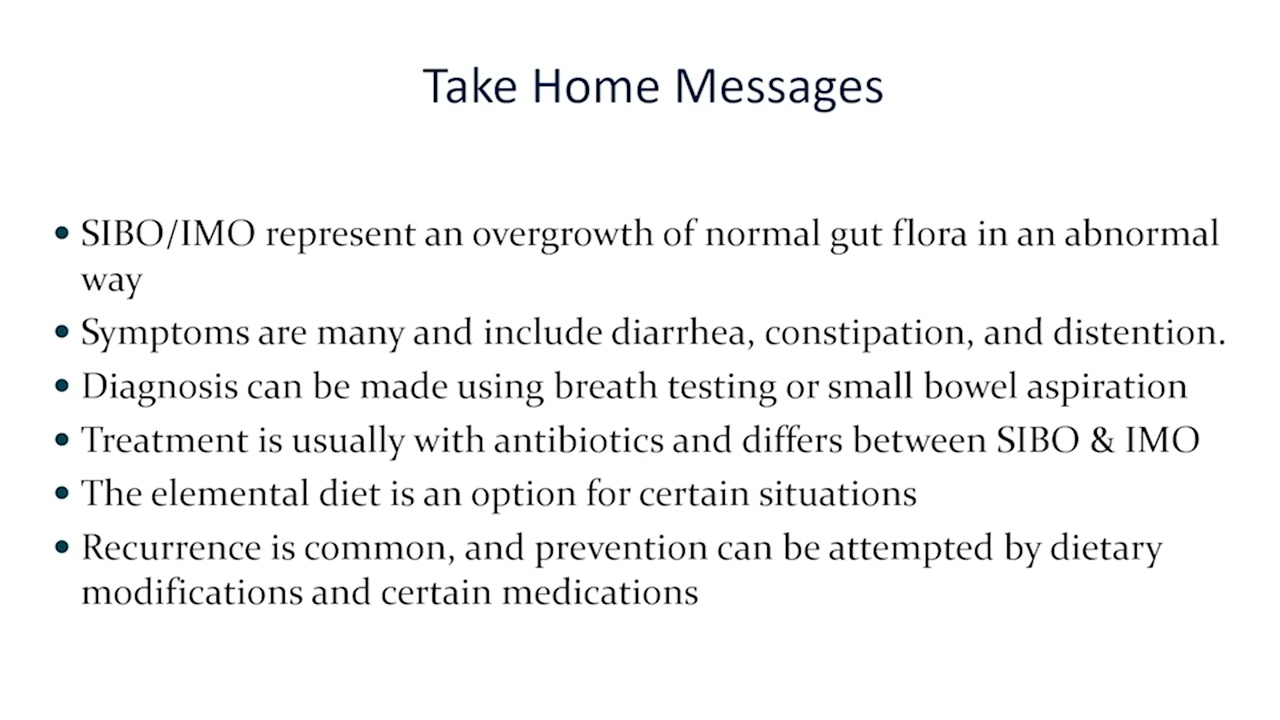 Take Home Messages
• SIBO/IMO represent an overgrowth of normal gut flora in an abnormal
way
• Symptoms are many and include diarrhea, constipation, and distention.
• Diagnosis can be made using breath testing or small bowel aspiration
• Treatment is usually with antibiotics and differs between SIBO & IMO
• The elemental diet is an option for certain situations
• Recurrence is common, and prevention can be attempted by dietary
modifications and certain medications